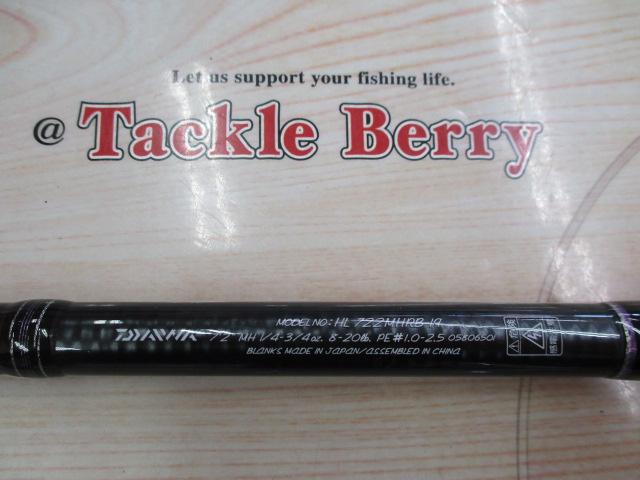 Let us support your fishing life.
@ Tackle Berry
MODEL NO.: HL 722MHRB-19
DAIWA 7'2" MH 1/4-3/4oz. 8-20lb. PE#1.0-2.5 05806501
BLANKS MADE IN JAPAN/ASSEMBLED IN CHINA